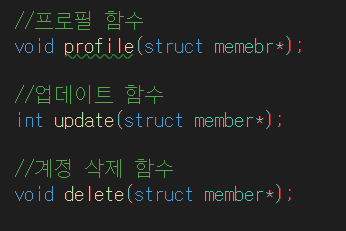 //프로필 함수
void profile(struct memebr*);
//업데이트 함수
int update(struct member*);
//계정 삭제 함수
void delete(struct member*);